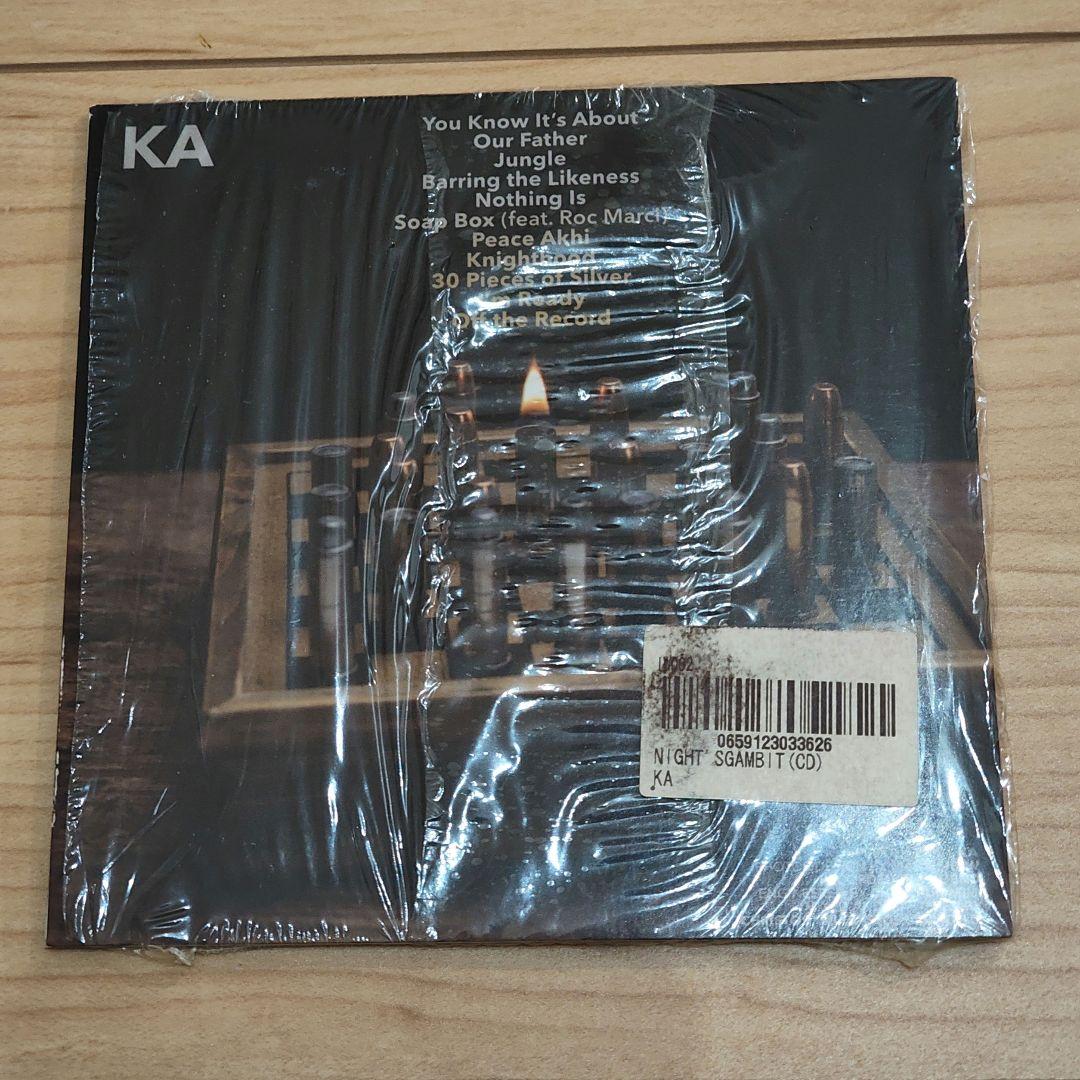 KA
You Know It's About
Our Father
Jungle
Barring the Likeness
Nothing Is
Soap Box (feat. Roc Marci)
Peace Akhi
Knighthood
30 Pieces of Silver
I'm Ready
Off the Record
0659123033626
NIGHT'SGAMBIT(CD)
KA